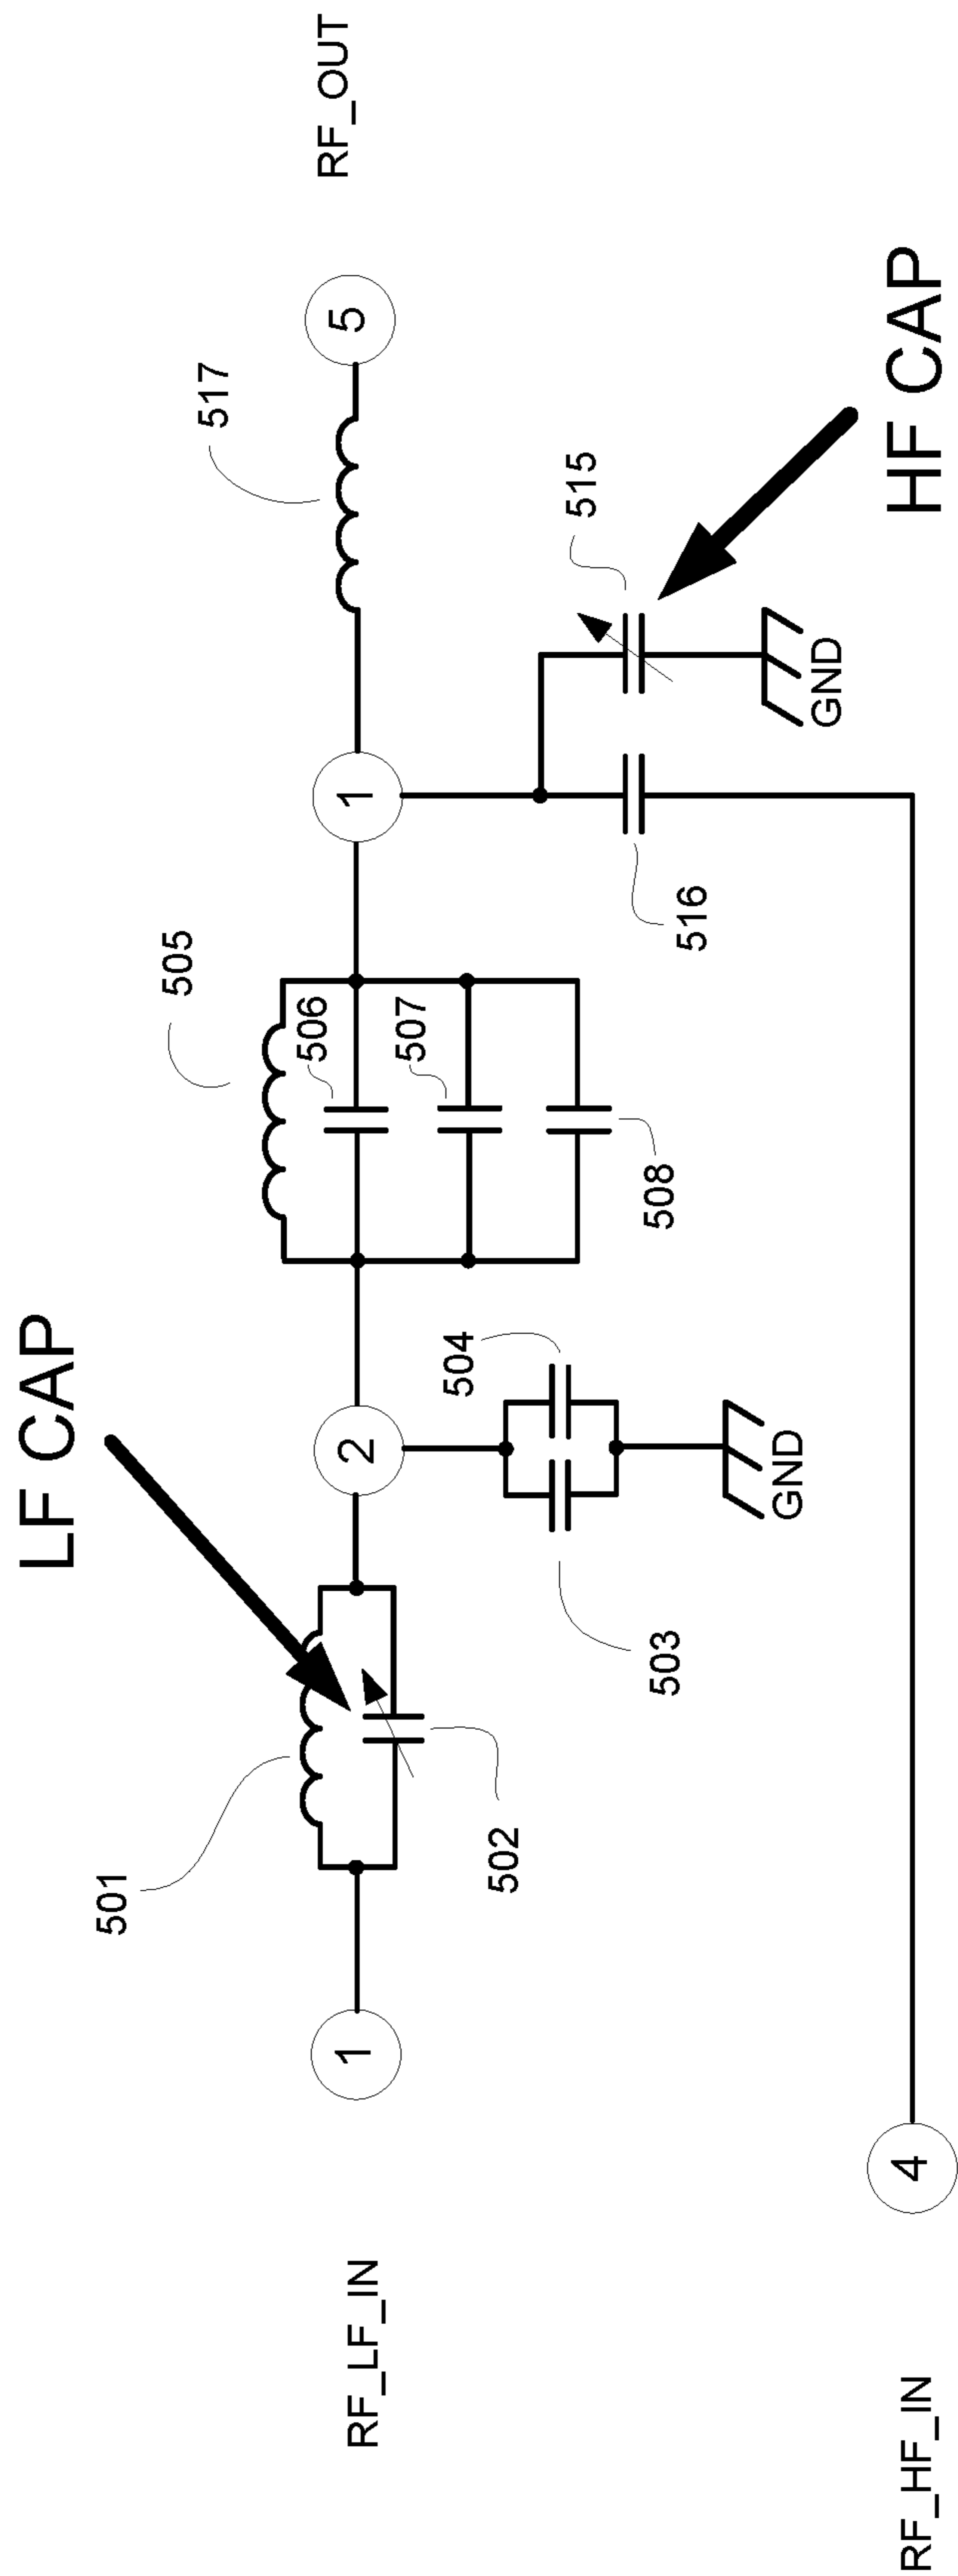 LF CAP
501
502
503
504
505
506
507
508
516
515
517
HF CAP
RF_LF_IN
1
2
1
5
RF_OUT
GND
GND
RF_HF_IN
4